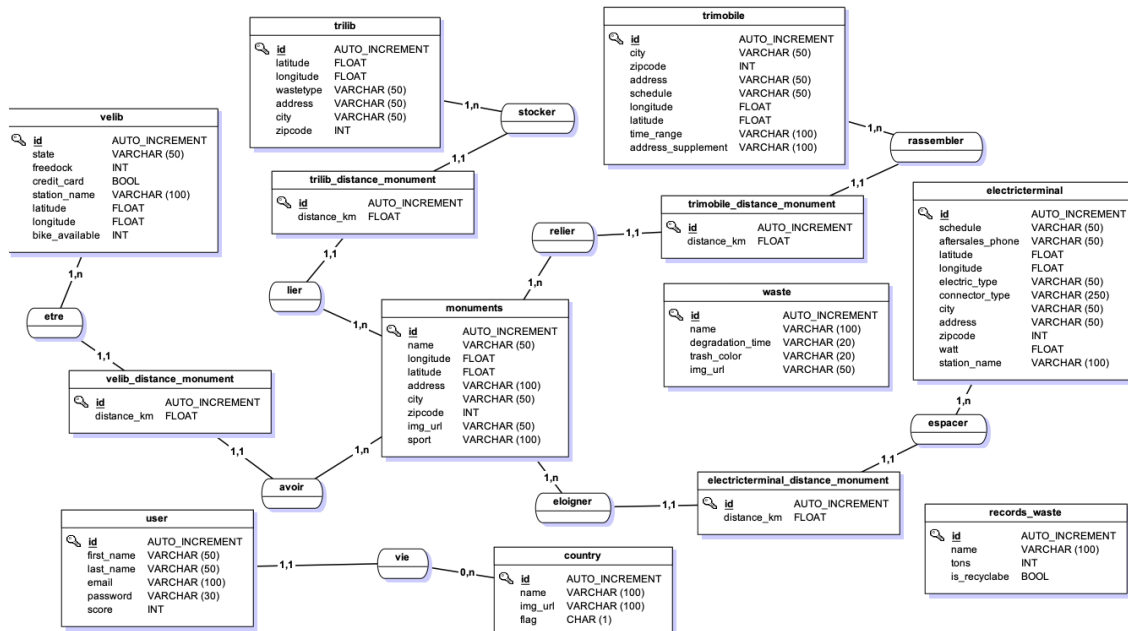 trilib
id AUTO_INCREMENT
latitude FLOAT
longitude FLOAT
wastetype VARCHAR (50)
address VARCHAR (50)
city VARCHAR (50)
zipcode INT
trimobile
id AUTO_INCREMENT
city VARCHAR (50)
zipcode INT
address VARCHAR (50)
schedule VARCHAR (50)
longitude FLOAT
latitude FLOAT
time_range VARCHAR (100)
address_supplement VARCHAR (100)
1,n
stocker
1,1
1,n
rassembler
1,1
velib
id AUTO_INCREMENT
state VARCHAR (50)
freedock INT
credit_card BOOL
station_name VARCHAR (100)
latitude FLOAT
longitude FLOAT
bike_available INT
trilib_distance_monument
id AUTO_INCREMENT
distance_km FLOAT
trimobile_distance_monument
id AUTO_INCREMENT
distance_km FLOAT
electricterminal
id AUTO_INCREMENT
schedule VARCHAR (50)
aftersales_phone VARCHAR (50)
latitude FLOAT
longitude FLOAT
electric_type VARCHAR (50)
connector_type VARCHAR (250)
city VARCHAR (50)
address VARCHAR (50)
zipcode INT
watt FLOAT
station_name VARCHAR (100)
relier
1,1
1,n
1,1
lier
1,n
1,n
etre
1,1
monuments
id AUTO_INCREMENT
name VARCHAR (50)
longitude FLOAT
latitude FLOAT
address VARCHAR (100)
city VARCHAR (50)
zipcode INT
img_url VARCHAR (50)
sport VARCHAR (100)
waste
id AUTO_INCREMENT
name VARCHAR (100)
degradation_time VARCHAR (20)
trash_color VARCHAR (20)
img_url VARCHAR (50)
velib_distance_monument
id AUTO_INCREMENT
distance_km FLOAT
1,n
espacer
1,1
1,1
1,n
avoir
1,n
eloigner
1,1
electricterminal_distance_monument
id AUTO_INCREMENT
distance_km FLOAT
user
id AUTO_INCREMENT
first_name VARCHAR (50)
last_name VARCHAR (50)
email VARCHAR (100)
password VARCHAR (30)
score INT
1,1
vie
0,n
country
id AUTO_INCREMENT
name VARCHAR (100)
img_url VARCHAR (100)
flag CHAR (1)
records_waste
id AUTO_INCREMENT
name VARCHAR (100)
tons INT
is_recyclabe BOOL